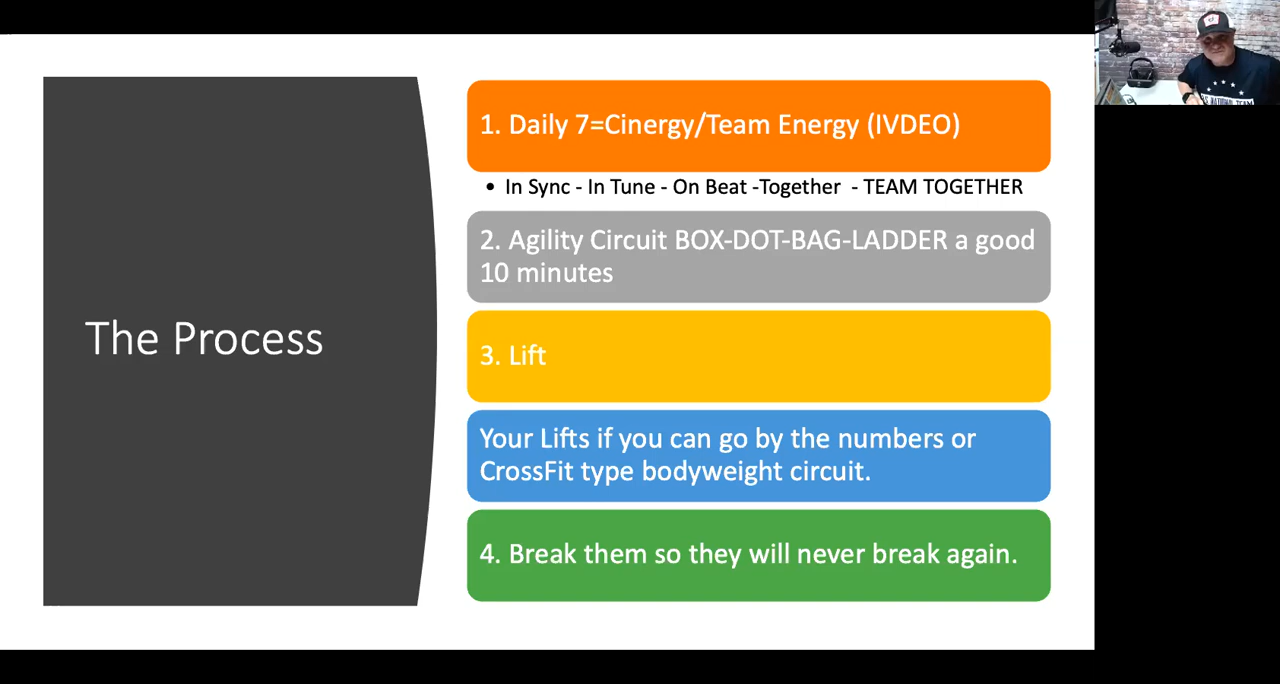 The Process
1. Daily 7=Cinergy/Team Energy (IVDEO)
• In Sync - In Tune - On Beat -Together - TEAM TOGETHER
2. Agility Circuit BOX-DOT-BAG-LADDER a good
10 minutes
3. Lift
Your Lifts if you can go by the numbers or
CrossFit type bodyweight circuit.
4. Break them so they will never break again.
NATIONAL TEAM